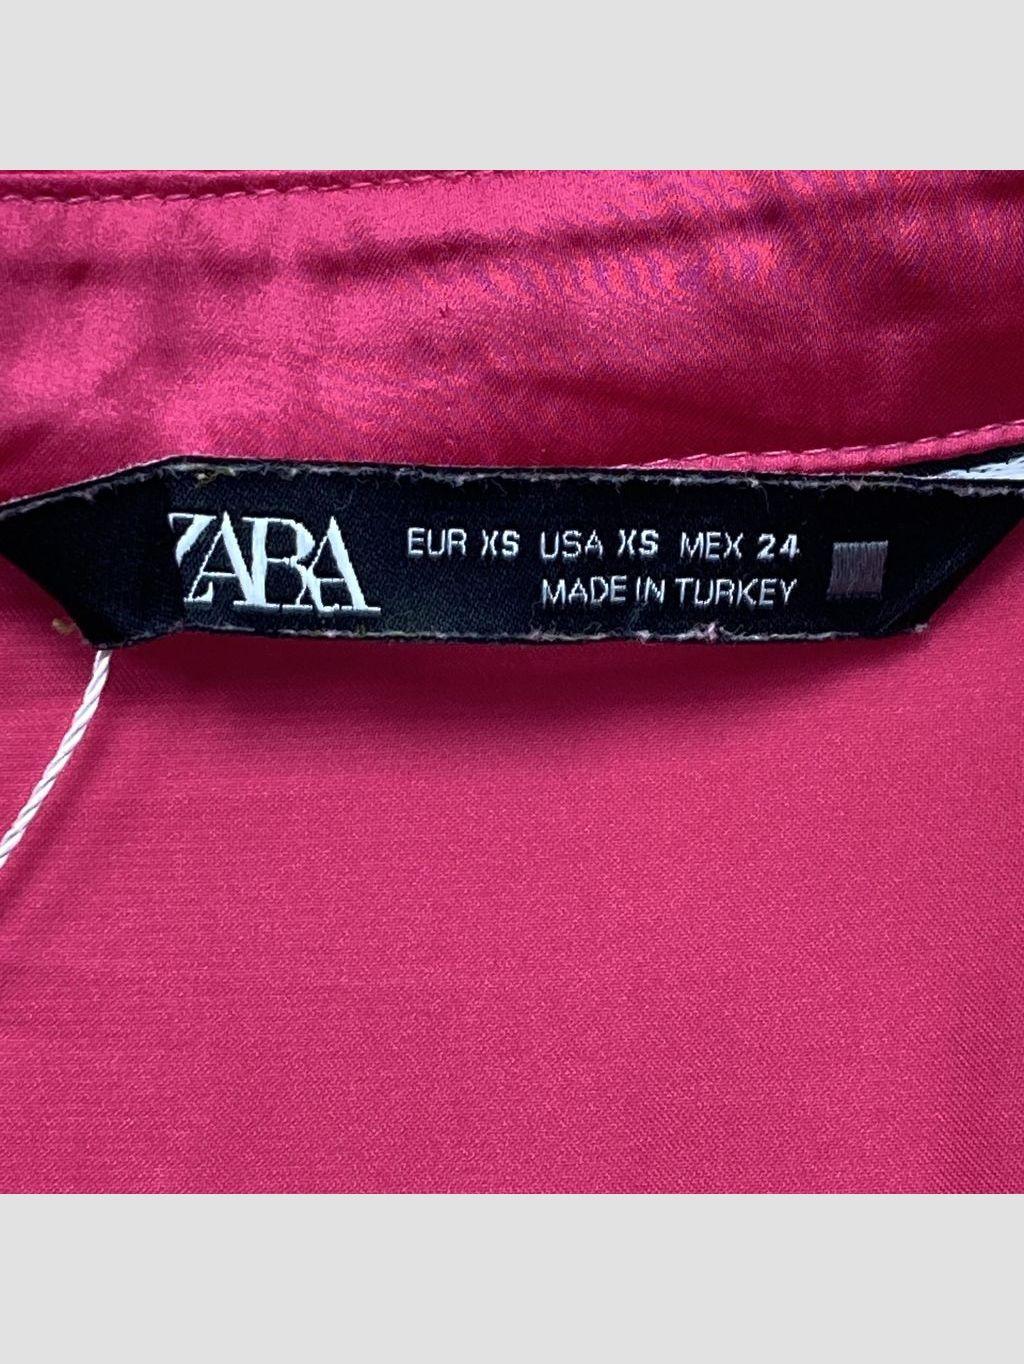 ZARA
EUR XS USA XS MEX 24
MADE IN TURKEY